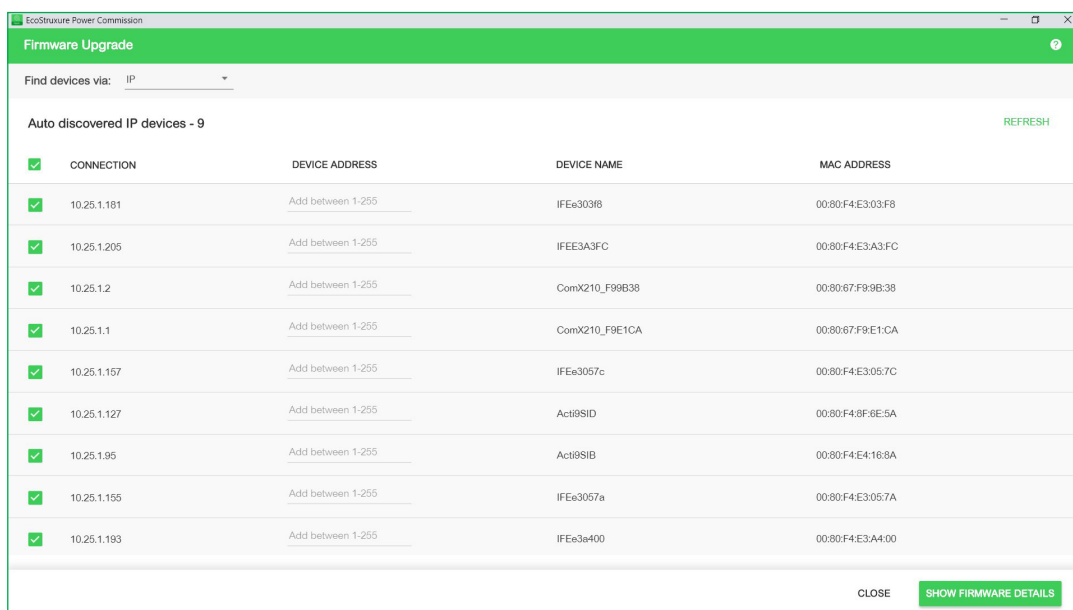 EcoStruxure Power Commission
Firmware Upgrade
Find devices via: IP
Auto discovered IP devices - 9 REFRESH
CONNECTION DEVICE ADDRESS DEVICE NAME MAC ADDRESS
10.25.1.181 Add between 1-255 IFEe303f8 00:80:F4:E3:03:F8
10.25.1.205 Add between 1-255 IFEE3A3FC 00:80:F4:E3:A3:FC
10.25.1.2 Add between 1-255 ComX210_F99B38 00:80:67:F9:9B:38
10.25.1.1 Add between 1-255 ComX210_F9E1CA 00:80:67:F9:E1:CA
10.25.1.157 Add between 1-255 IFEe3057c 00:80:F4:E3:05:7C
10.25.1.127 Add between 1-255 Acti9SID 00:80:F4:8F:6E:5A
10.25.1.95 Add between 1-255 Acti9SIB 00:80:F4:E4:16:8A
10.25.1.155 Add between 1-255 IFEe3057a 00:80:F4:E3:05:7A
10.25.1.193 Add between 1-255 IFEe3a400 00:80:F4:E3:A4:00
CLOSE SHOW FIRMWARE DETAILS